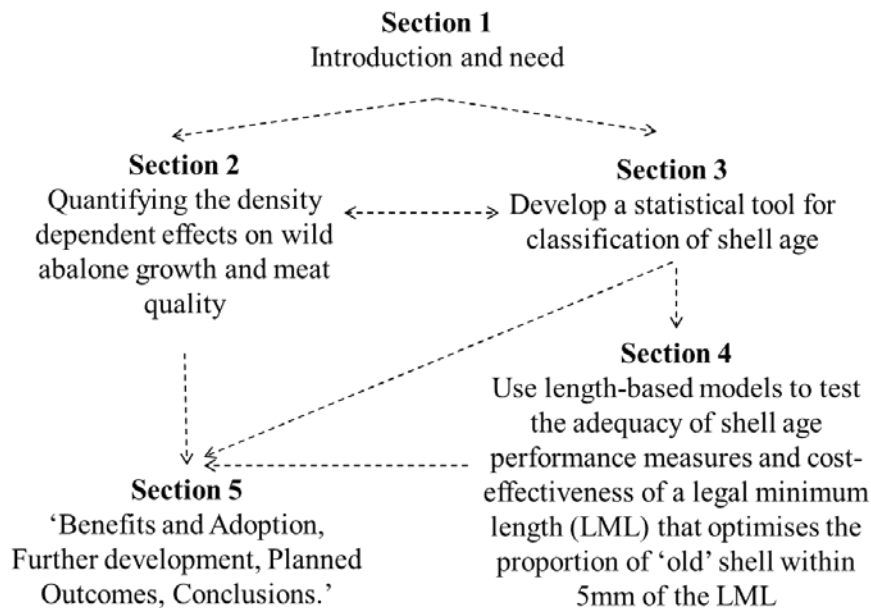 Section 1
Introduction and need
Section 2
Quantifying the density
dependent effects on wild
abalone growth and meat
quality
Section 3
Develop a statistical tool for
classification of shell age
Section 4
Use length-based models to test
the adequacy of shell age
performance measures and cost-
effectiveness of a legal minimum
length (LML) that optimises the
proportion of ‘old’ shell within
5mm of the LML
Section 5
‘Benefits and Adoption,
Further development, Planned
Outcomes, Conclusions.’